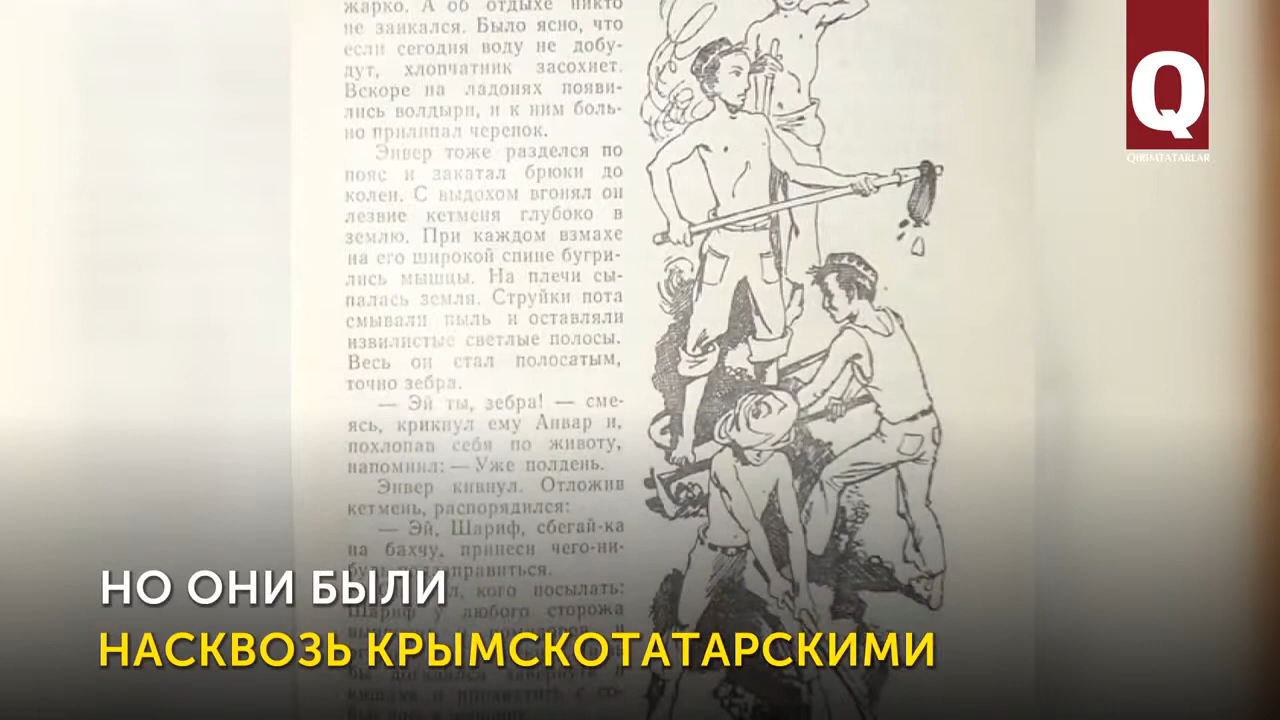 жарко. А об отдыхе никто
не заикался. Было ясно, что
если сегодня воду не добу-
дут, хлопчатник засохнет.
Вскоре на ладонях появи-
лись волдыри, и к ним боль-
но прилипал черенок.
Энвер тоже разделся по
пояс и закатал брюки до
колен. С выдохом вгонял он
лезвие кетменя глубоко в
землю. При каждом взмахе
на его широкой спине бугри-
лись мышцы. На плечи сы-
палась земля. Струйки пота
смывали пыль и оставляли
извилистые светлые полосы.
Весь он стал полосатым,
точно зебра.
— Эй ты, зебра! — сме-
ясь, крикнул ему Анвар и,
похлопав себя по животу,
напомнил: — Уже полдень.
Энвер кивнул. Отложив
кетмень, распорядился:
— Эй, Шариф, сбегай-ка
на бахчу, принеси чего-ни-
будь подзаправиться.
кого посылать:
Шариф у любого сторожа
Q
QIRIMTATARLAR
НО ОНИ БЫЛИ
НАСКВОЗЬ КРЫМСКОТАТАРСКИМИ